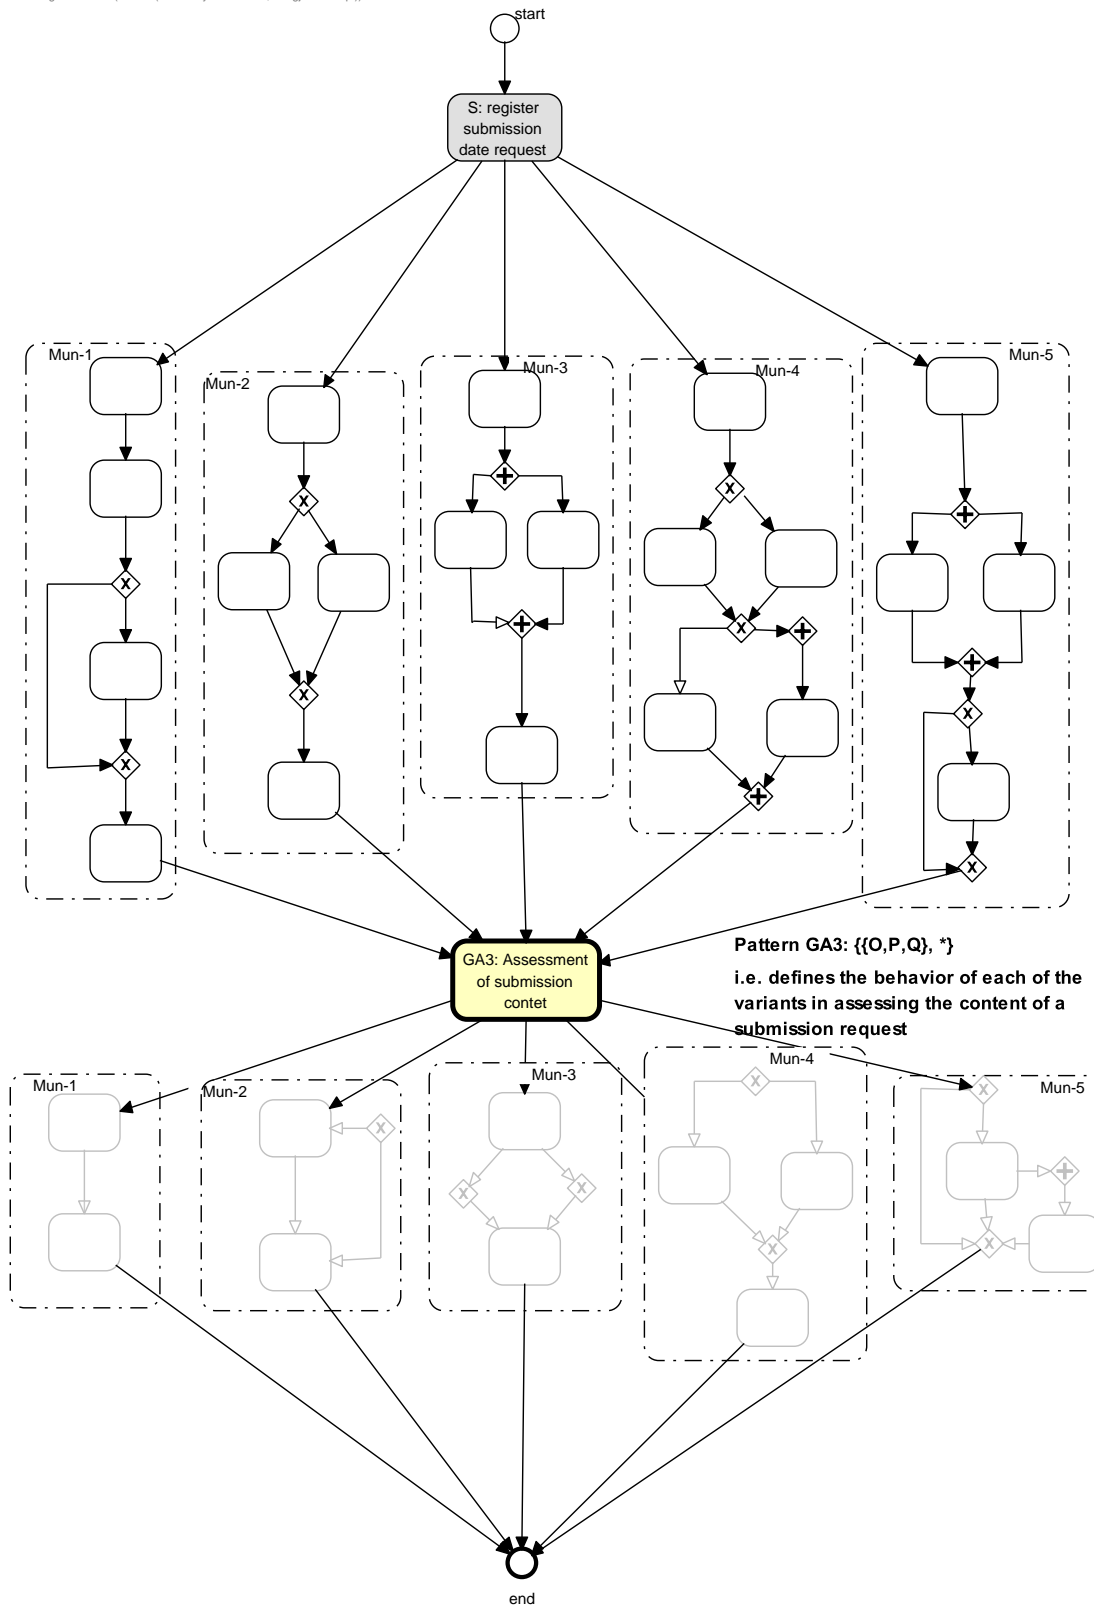 start
S: register
submission
date request
Mun-1
Mun-2
Mun-3
Mun-4
Mun-5
X
X
X
X
X
X
X
X
GA3: Assessment
of submission
contet
Pattern GA3: {{O,P,Q}, *}
i.e. defines the behavior of each of the
variants in assessing the content of a
submission request
Mun-1
Mun-2
Mun-3
Mun-4
Mun-5
X
X
X
X
X
X
X
end